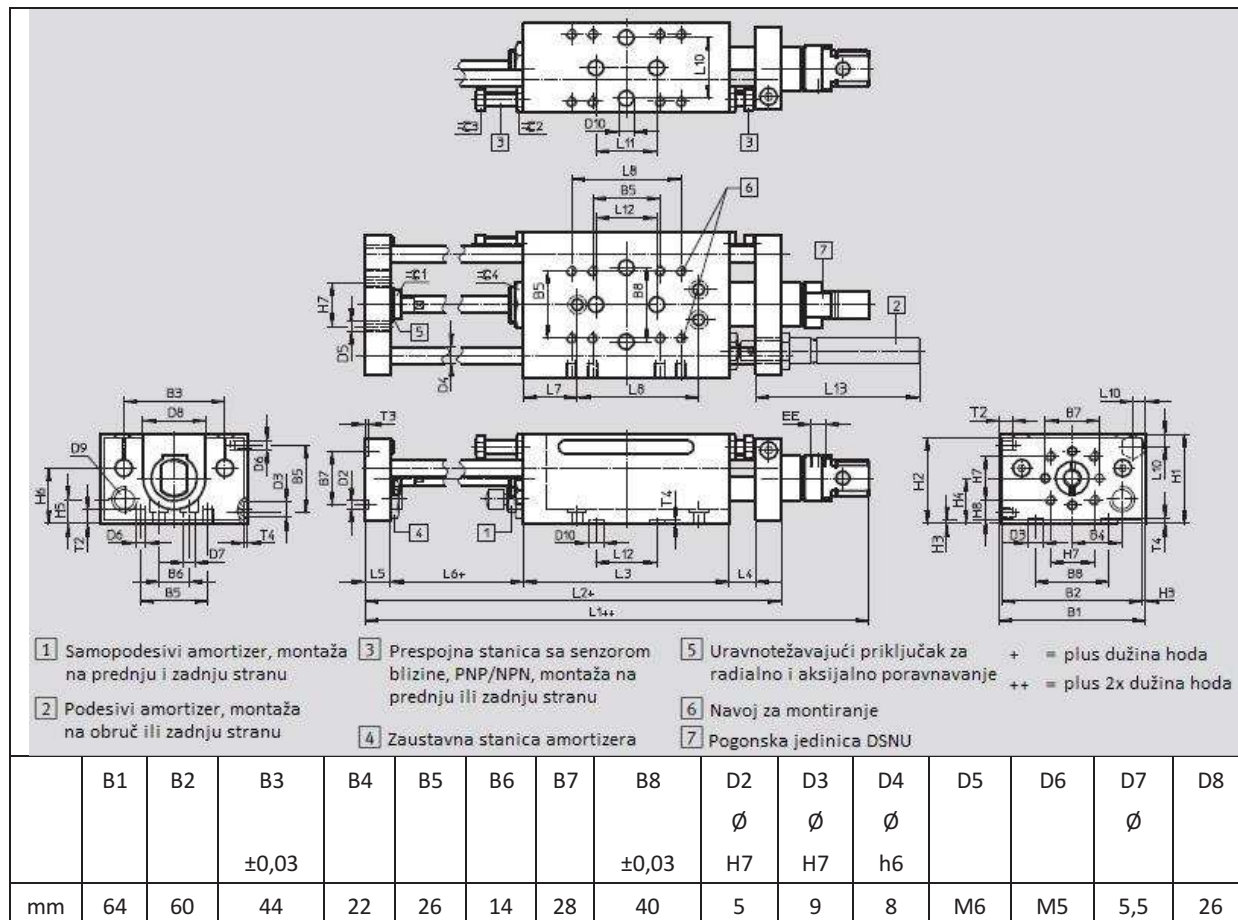 L10
D10
L11
=C3
=C2
3
3
L8
B5
L12
6
=C1
=C4
7
2
H7
B5
B8
5
D5
D4
L7
L8
L13
B3
D8
D9
D6
B5
D3
H6
H5
T2
D6
D7
T4
B6
B5
T3
EE
B7
D2
T4
4
1
D10
L12
L5
L6+
L3
L4
L2+
L1++
L10
T2
B7
H2
H7
H4
H8
L10
H1
H3
D3
B4
T4
H7
B8
B2
H3
B1
1 Samopodesivi amortizer, montaža
na prednju i zadnju stranu
2 Podesivi amortizer, montaža
na obruč ili zadnju stranu
3 Prespojna stanica sa senzorom
blizine, PNP/NPN, montaža na
prednju ili zadnju stranu
4 Zaustavna stanica amortizera
5 Uravnotežavajući priključak za
radialno i aksijalno poravnavanje
6 Navoj za montiranje
7 Pogonska jedinica DSNU
+ = plus dužina hoda
++ = plus 2x dužina hoda
B1 B2 B3 B4 B5 B6 B7 B8 D2 D3 D4 D5 D6 D7 D8
Ø Ø Ø Ø
±0,03 ±0,03 H7 H7 h6
mm 64 60 44 22 26 14 28 40 5 9 8 M6 M5 5,5 26